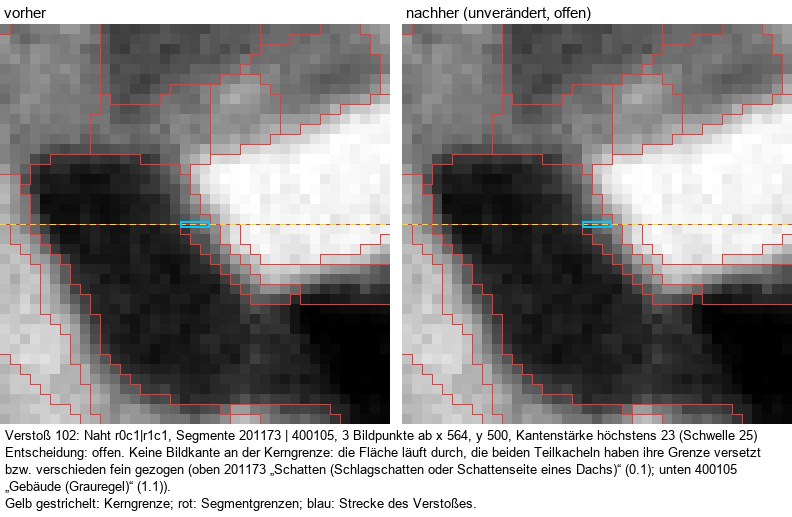 vorher
nachher (unverändert, offen)
Verstoß 102: Naht r0c1|r1c1, Segmente 201173 | 400105, 3 Bildpunkte ab x 564, y 500, Kantenstärke höchstens 23 (Schwelle 25)
Entscheidung: offen. Keine Bildkante an der Kerngrenze: die Fläche läuft durch, die beiden Teilkacheln haben ihre Grenze versetzt
bzw. verschieden fein gezogen (oben 201173 „Schatten (Schlagschatten oder Schattenseite eines Dachs)“ (0.1); unten 400105
„Gebäude (Grauregel)“ (1.1)).
Gelb gestrichelt: Kerngrenze; rot: Segmentgrenzen; blau: Strecke des Verstoßes.